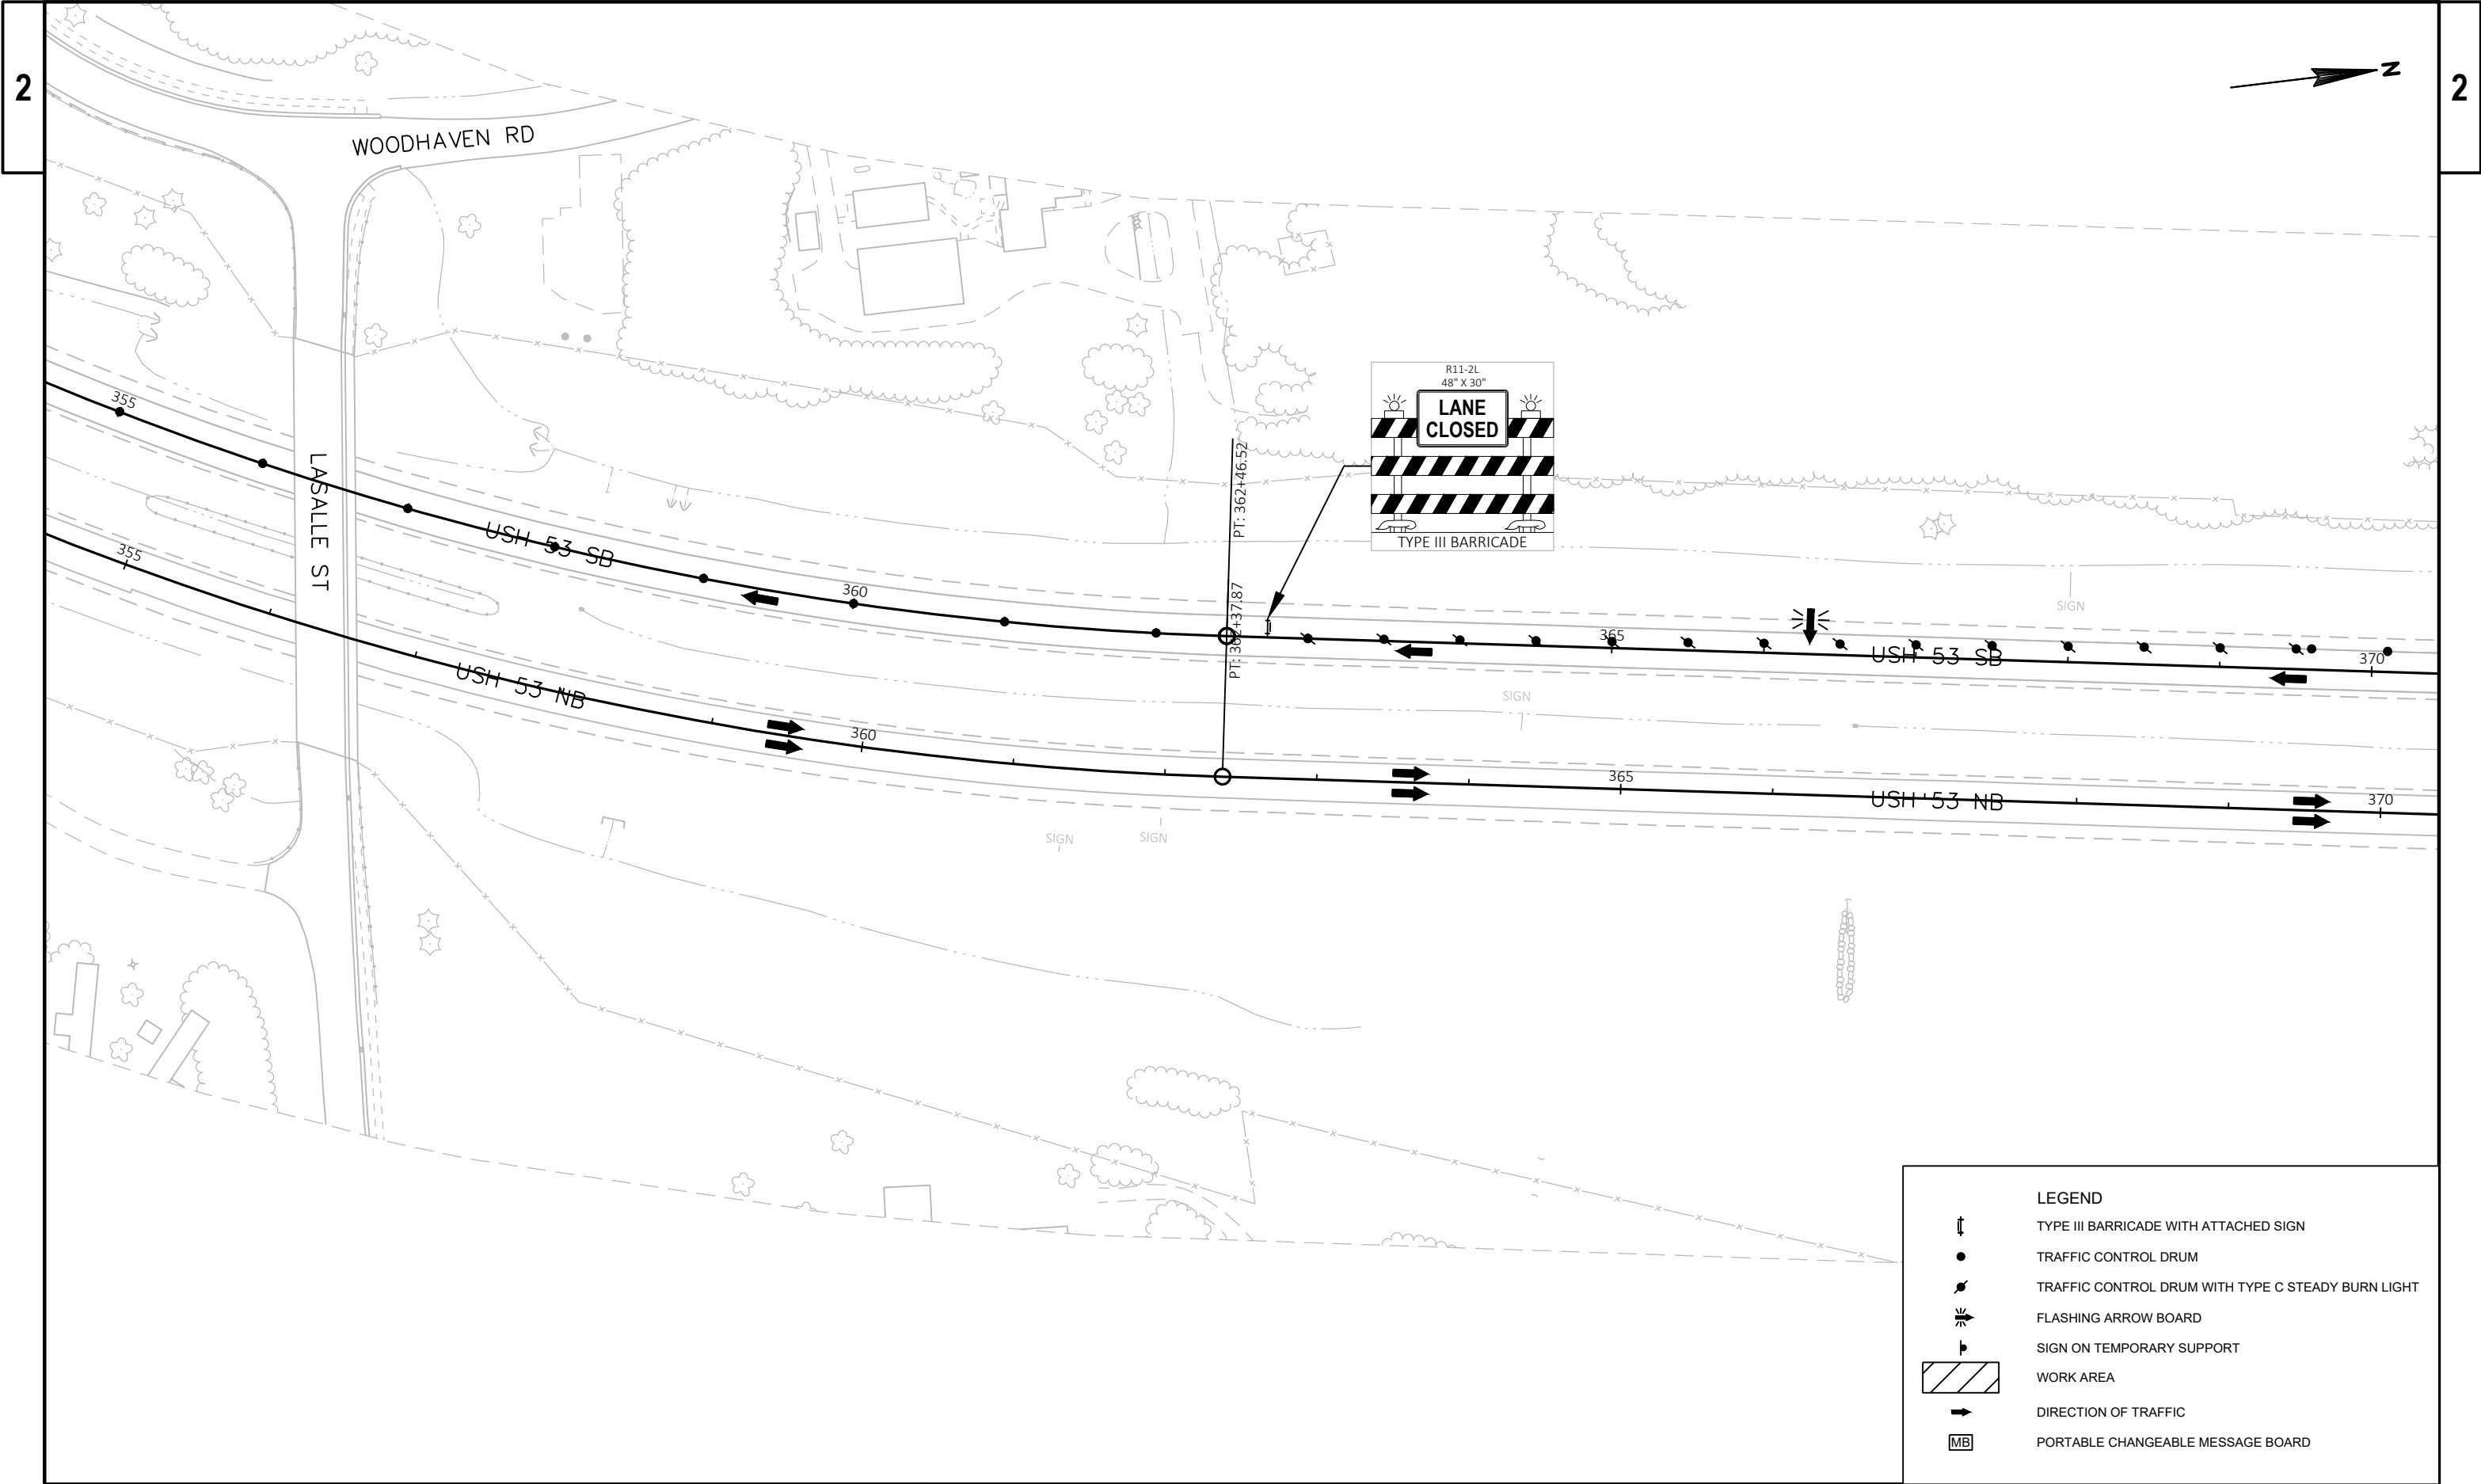 2
2
N
WOODHAVEN RD
LASALLE ST
R11-2L
48" X 30"
LANE
CLOSED
TYPE III BARRICADE
PT: 362+46.52
PT: 362+37.87
355
USH 53 SB
360
365
USH 53 SB
370
SIGN
SIGN
355
USH 53 NB
360
365
USH 53 NB
370
SIGN
SIGN
LEGEND
TYPE III BARRICADE WITH ATTACHED SIGN
TRAFFIC CONTROL DRUM
TRAFFIC CONTROL DRUM WITH TYPE C STEADY BURN LIGHT
FLASHING ARROW BOARD
SIGN ON TEMPORARY SUPPORT
WORK AREA
DIRECTION OF TRAFFIC
MB PORTABLE CHANGEABLE MESSAGE BOARD